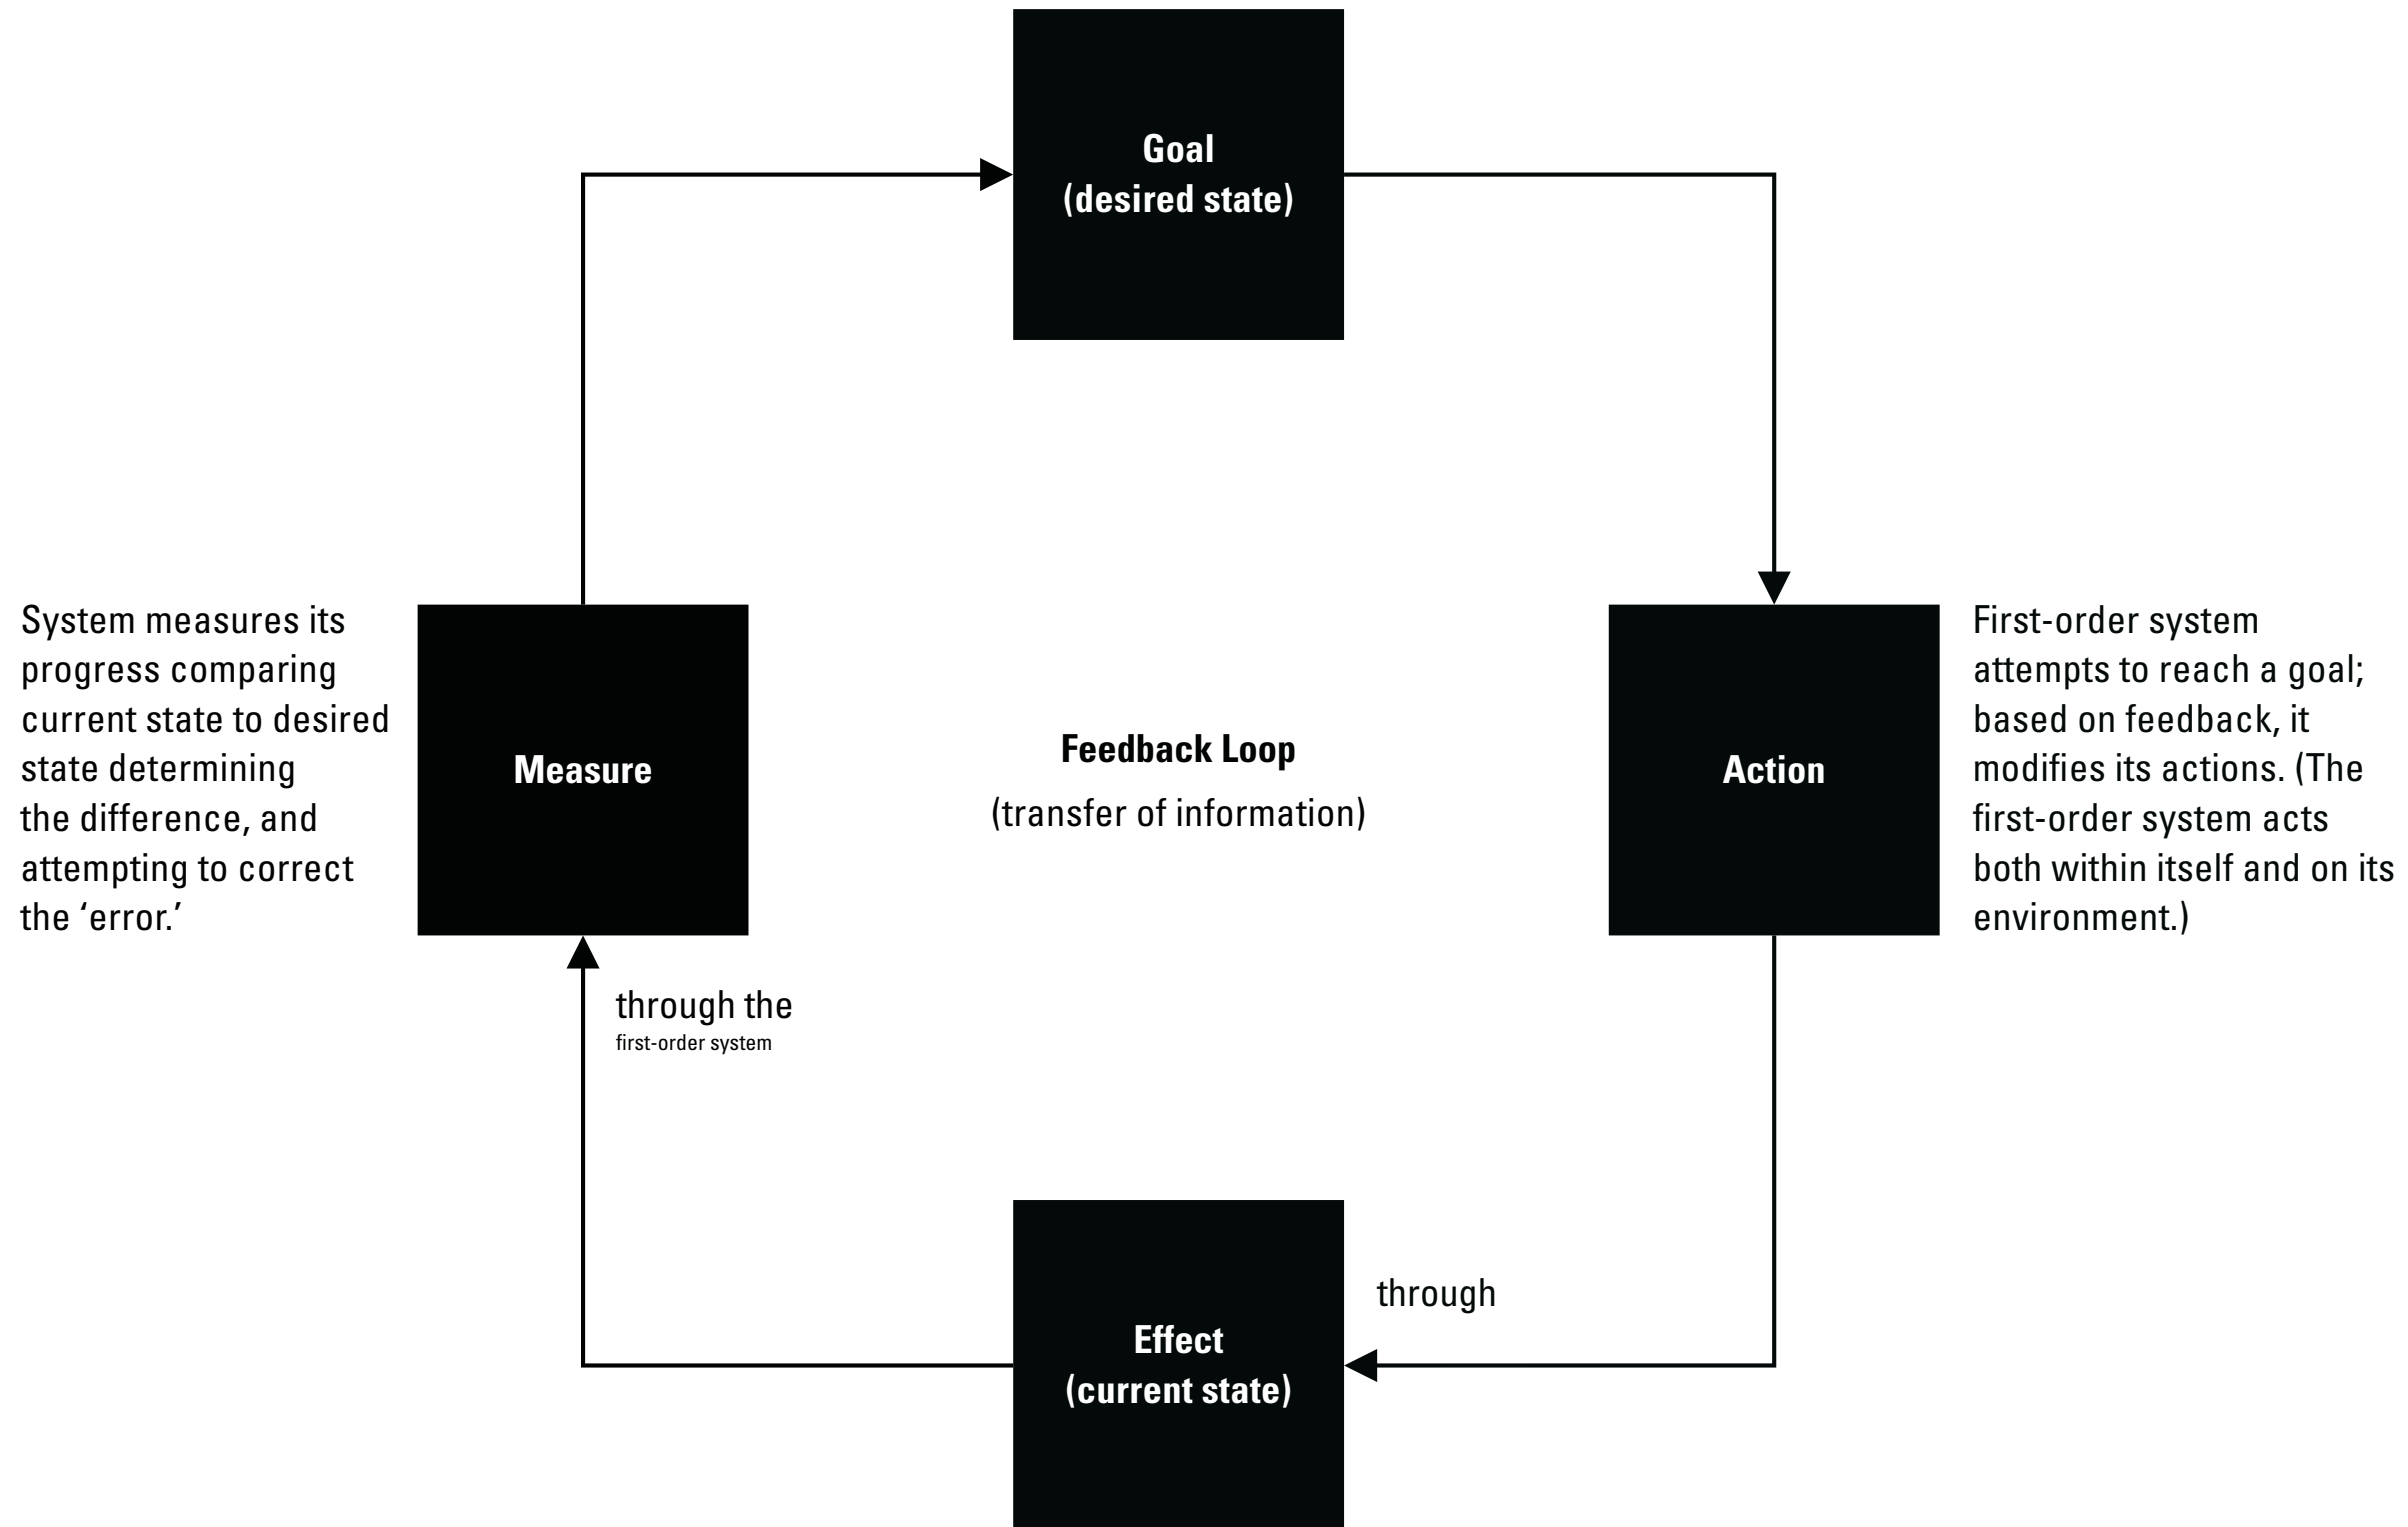 Goal
(desired state)
System measures its
progress comparing
current state to desired
state determining
the difference, and
attempting to correct
the ‘error.’
Measure
Feedback Loop
(transfer of information)
Action
First-order system
attempts to reach a goal;
based on feedback, it
modifies its actions. (The
first-order system acts
both within itself and on its
environment.)
through the
first-order system
through
Effect
(current state)